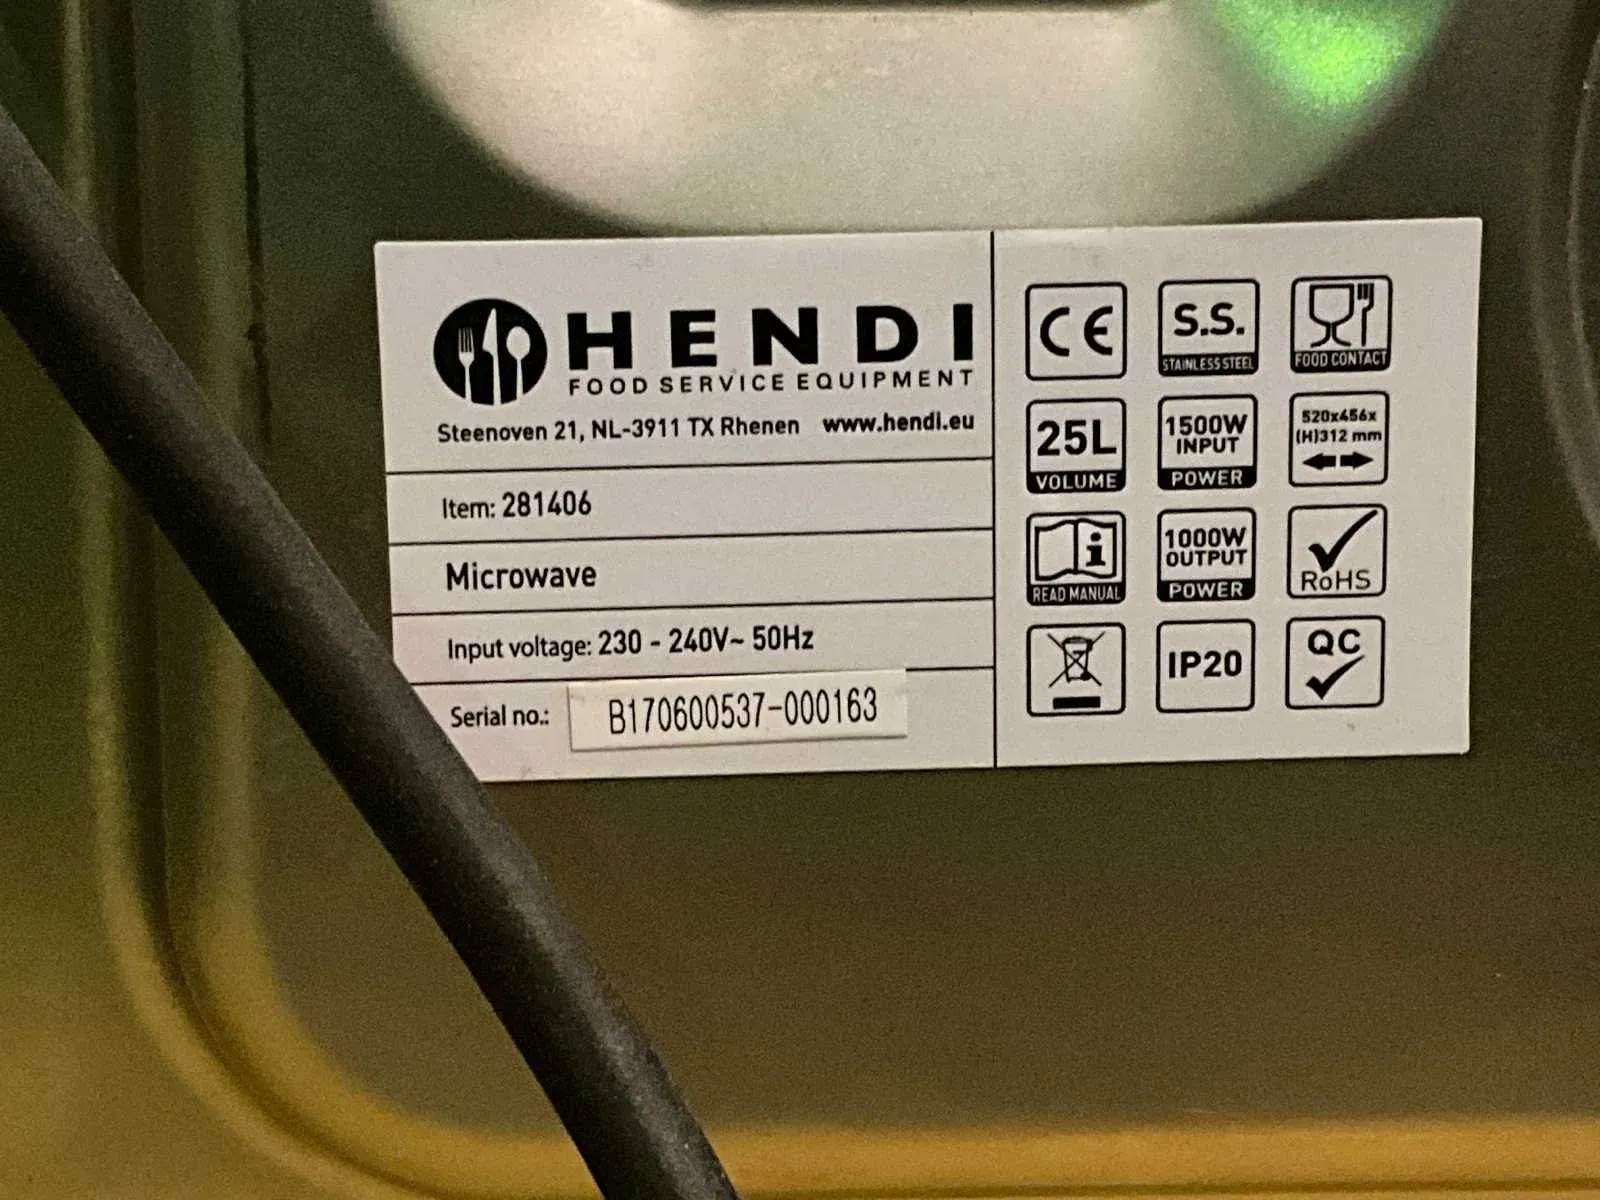 HENDI
FOOD SERVICE EQUIPMENT
Steenoven 21, NL-3911 TX Rhenen www.hendi.eu
Item: 281406
Microwave
Input voltage: 230 - 240V~ 50Hz
Serial no.: B170600537-000163
CE
S.S.
STAINLESS STEEL
FOOD CONTACT
25L
VOLUME
1500W
INPUT
POWER
520x456x
(H)312 mm
READ MANUAL
1000W
OUTPUT
POWER
RoHS
IP20
QC